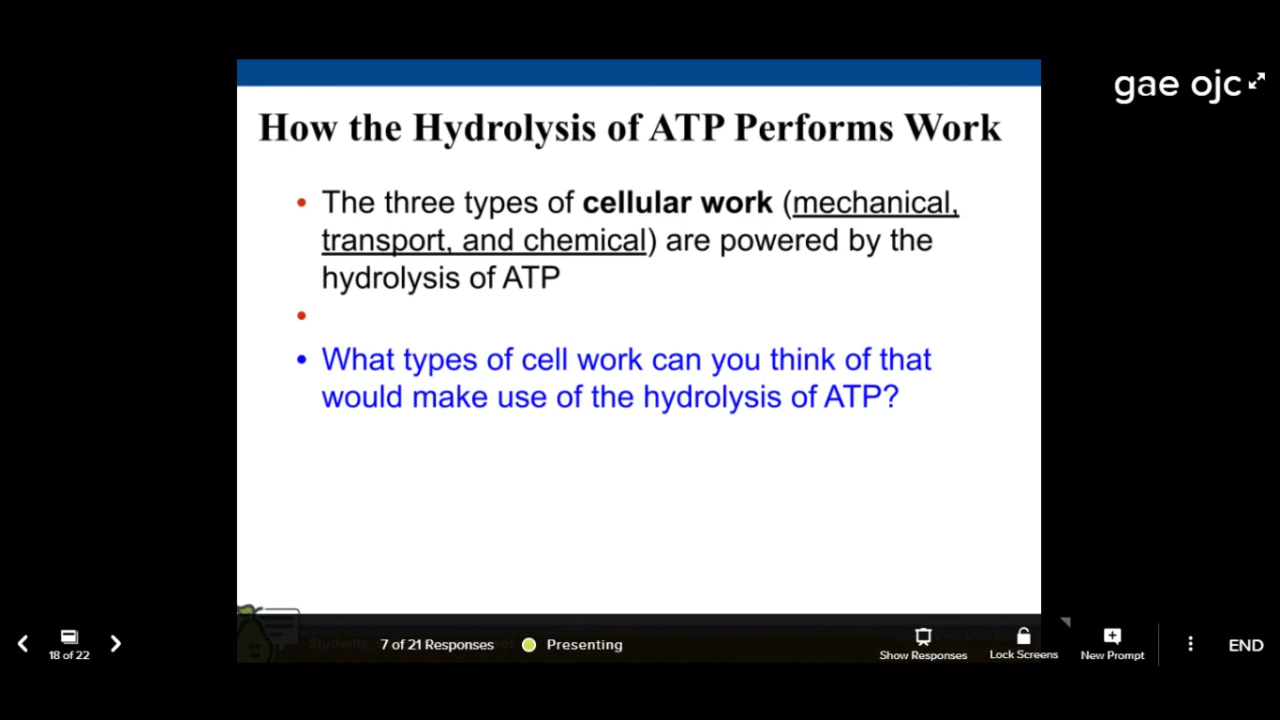 gae ojc
How the Hydrolysis of ATP Performs Work
• The three types of cellular work (mechanical,
transport, and chemical) are powered by the
hydrolysis of ATP
•
• What types of cell work can you think of that
would make use of the hydrolysis of ATP?
18 of 22
7 of 21 Responses
Presenting
Show Responses
Lock Screens
New Prompt
END